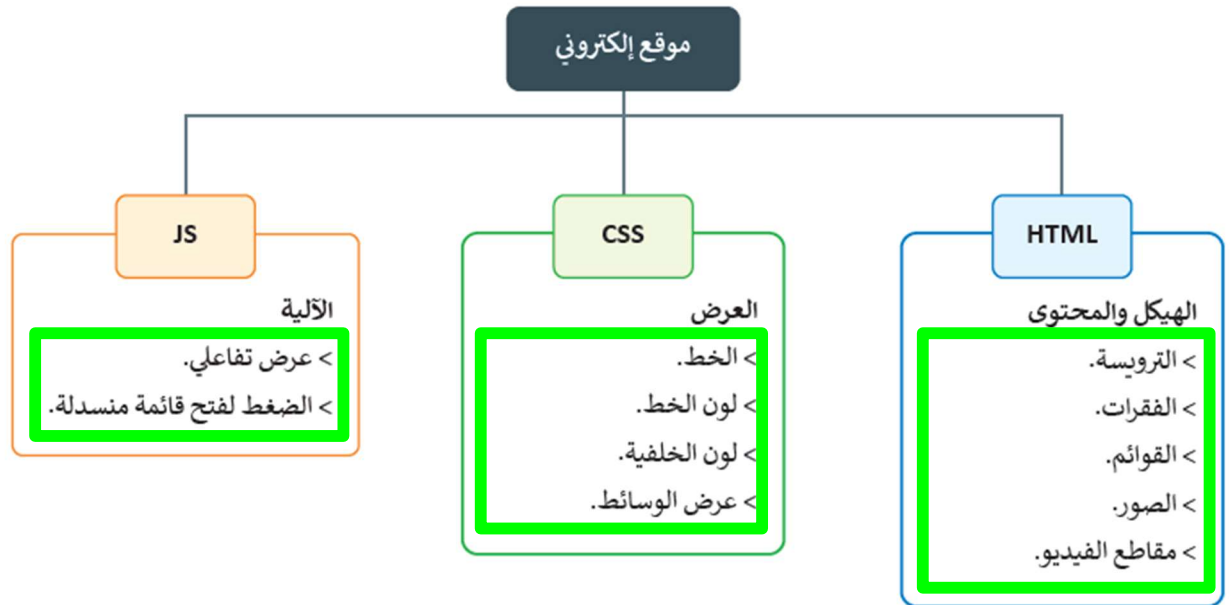 موقع إلكتروني
HTML
الهيكل والمحتوى
> الترويسة.
> الفقرات.
> القوائم.
> الصور.
> مقاطع الفيديو.
CSS
العرض
> الخط.
> لون الخط.
> لون الخلفية.
> عرض الوسائط.
JS
الآلية
> عرض تفاعلي.
> الضغط لفتح قائمة منسدلة.